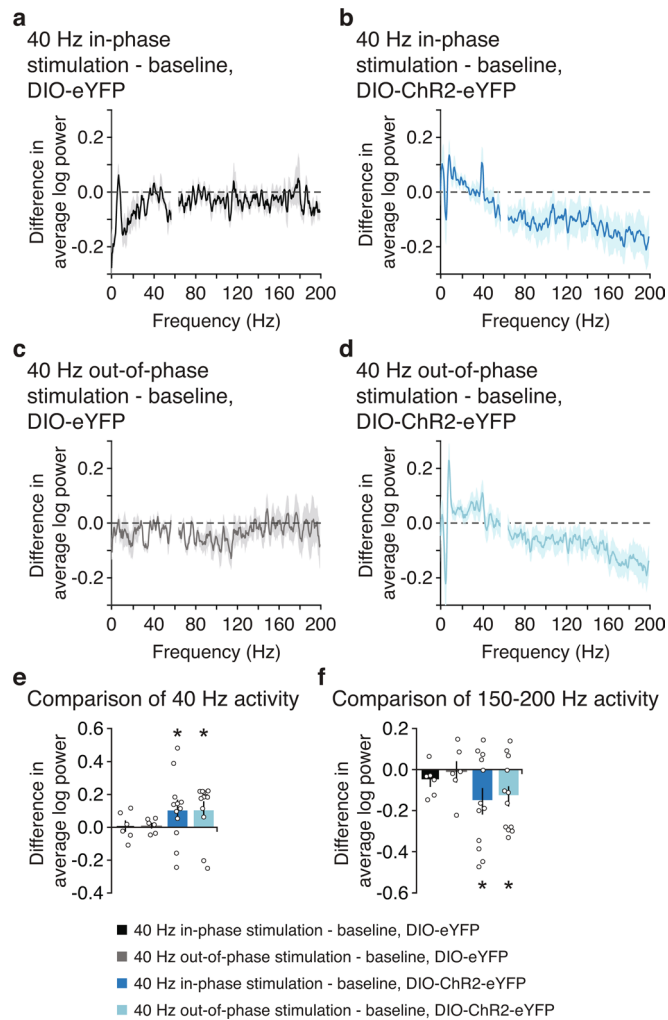 a
40 Hz in-phase
stimulation - baseline,
DIO-eYFP
Difference in
average log power
0.2
0.0
-0.2
0 40 80 120 160 200
Frequency (Hz)
b
40 Hz in-phase
stimulation - baseline,
DIO-ChR2-eYFP
Difference in
average log power
0.2
0.0
-0.2
0 40 80 120 160 200
Frequency (Hz)
c
40 Hz out-of-phase
stimulation - baseline,
DIO-eYFP
Difference in
average log power
0.2
0.0
-0.2
0 40 80 120 160 200
Frequency (Hz)
d
40 Hz out-of-phase
stimulation - baseline,
DIO-ChR2-eYFP
Difference in
average log power
0.2
0.0
-0.2
0 40 80 120 160 200
Frequency (Hz)
e
Comparison of 40 Hz activity
Difference in
average log power
0.6
0.4
0.2
0.0
-0.2
-0.4
* *
f
Comparison of 150-200 Hz activity
Difference in
average log power
0.2
-0.0
-0.2
-0.4
-0.6
* *
40 Hz in-phase stimulation - baseline, DIO-eYFP
40 Hz out-of-phase stimulation - baseline, DIO-eYFP
40 Hz in-phase stimulation - baseline, DIO-ChR2-eYFP
40 Hz out-of-phase stimulation - baseline, DIO-ChR2-eYFP